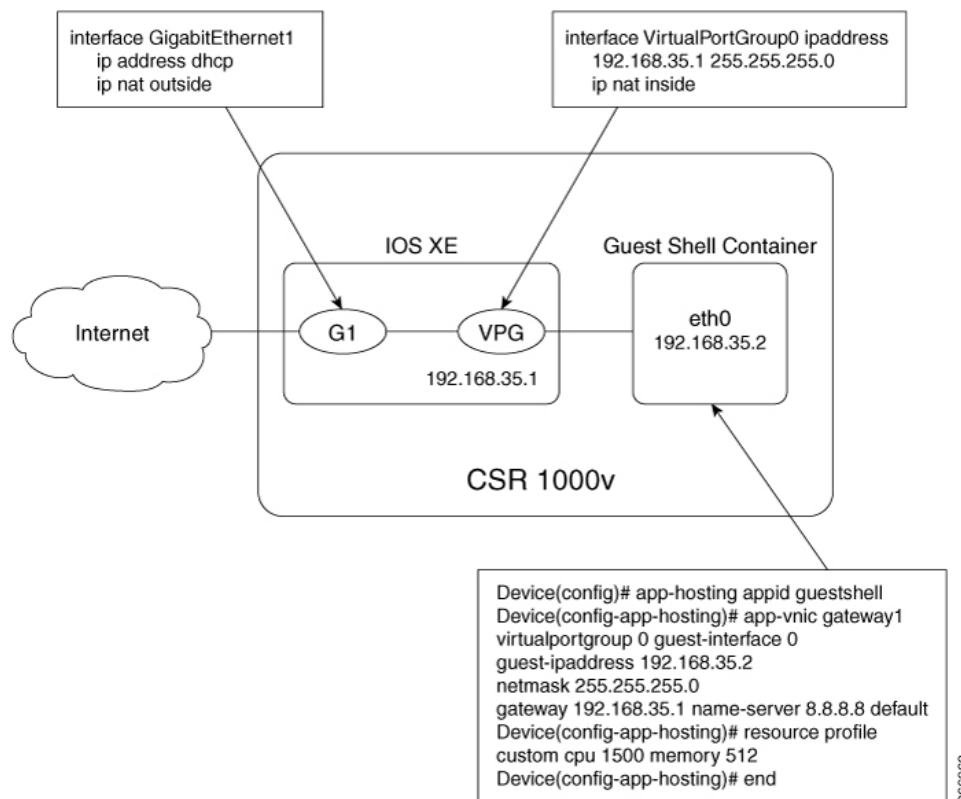 interface GigabitEthernet1
ip address dhcp
ip nat outside
interface VirtualPortGroup0 ipaddress
192.168.35.1 255.255.255.0
ip nat inside
IOS XE
Guest Shell Container
Internet
G1
VPG
192.168.35.1
eth0
192.168.35.2
CSR 1000v
Device(config)# app-hosting appid guestshell
Device(config-app-hosting)# app-vnic gateway1
virtualportgroup 0 guest-interface 0
guest-ipaddress 192.168.35.2
netmask 255.255.255.0
gateway 192.168.35.1 name-server 8.8.8.8 default
Device(config-app-hosting)# resource profile
custom cpu 1500 memory 512
Device(config-app-hosting)# end